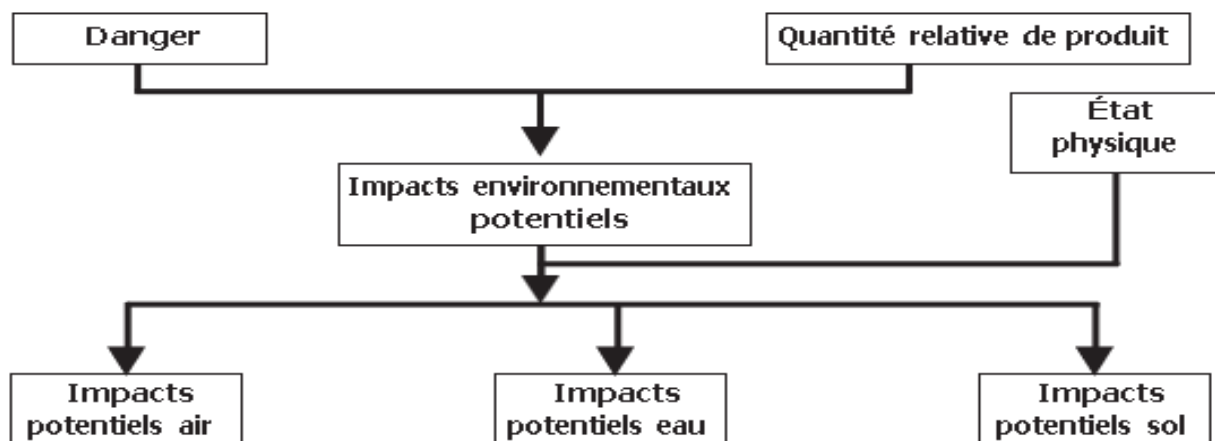 Danger
Quantité relative de produit
État
physique
Impacts environnementaux
potentiels
Impacts
potentiels air
Impacts
potentiels eau
Impacts
potentiels sol